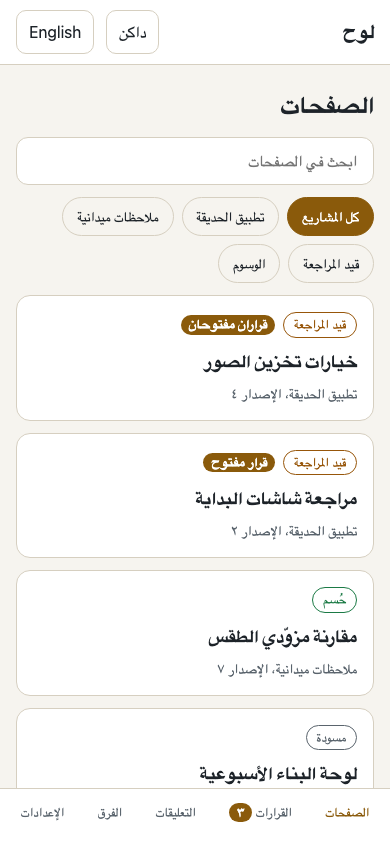 لوح
داكن
English
الصفحات
ابحث في الصفحات
كل المشاريع
تطبيق الحديقة
ملاحظات ميدانية
قيد المراجعة
الوسوم
قيد المراجعة
قراران مفتوحان
خيارات تخزين الصور
تطبيق الحديقة، الإصدار ٤
قيد المراجعة
قرار مفتوح
مراجعة شاشات البداية
تطبيق الحديقة، الإصدار ٢
حُسم
مقارنة مزوّدي الطقس
ملاحظات ميدانية، الإصدار ٧
مسودة
لوحة البناء الأسبوعية
الصفحات
القرارات ٣
التعليقات
الفرق
الإعدادات